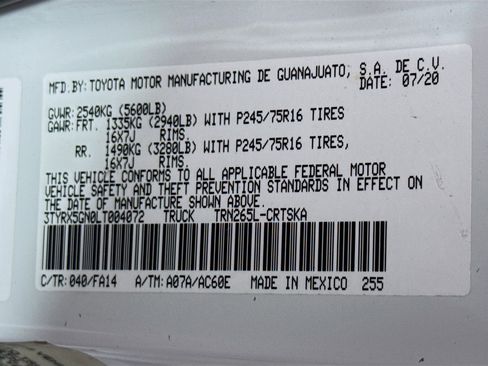 MFD.BY:TOYOTA MOTOR MANUFACTURING DE GUANAJUATO, S.A. DE C.V.
DATE: 07/20
GVWR: 2540KG (5600LB)
GAWR: FRT. 1335KG (2940LB) WITH P245/75R16 TIRES
16X7J RIMS.
RR. 1490KG (3280LB) WITH P245/75R16 TIRES,
16X7J RIMS.
THIS VEHICLE CONFORMS TO ALL APPLICABLE FEDERAL MOTOR
VEHICLE SAFETY AND THEFT PREVENTION STANDARDS IN EFFECT ON
THE DATE OF MANUFACTURE SHOWN ABOVE.
3TYRX5GN0LT004072 TRUCK TRN265L-CRTSKA
C/TR: 040/FA14 A/TM: A07A/AC60E MADE IN MEXICO 255